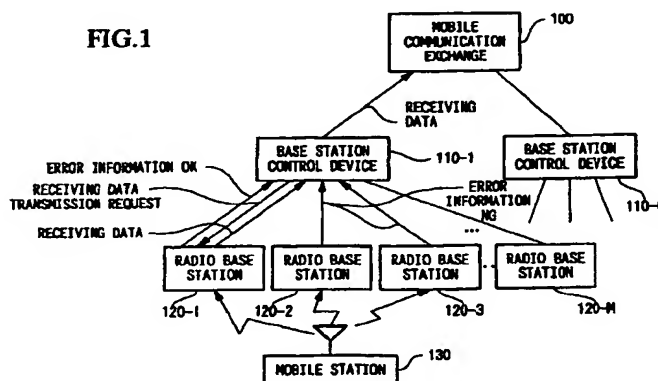 FIG.1
MOBILE
COMMUNICATION
EXCHANGE
100
RECEIVING
DATA
BASE STATION
CONTROL DEVICE
110-1
BASE STATION
CONTROL DEVICE
ERROR INFORMATION OK
RECEIVING DATA
TRANSMISSION REQUEST
RECEIVING DATA
ERROR
INFORMATION
NG
...
RADIO BASE
STATION
RADIO BASE
STATION
RADIO BASE
STATION
...
RADIO BASE
STATION
120-1
120-2
120-3
120-M
MOBILE STATION
130